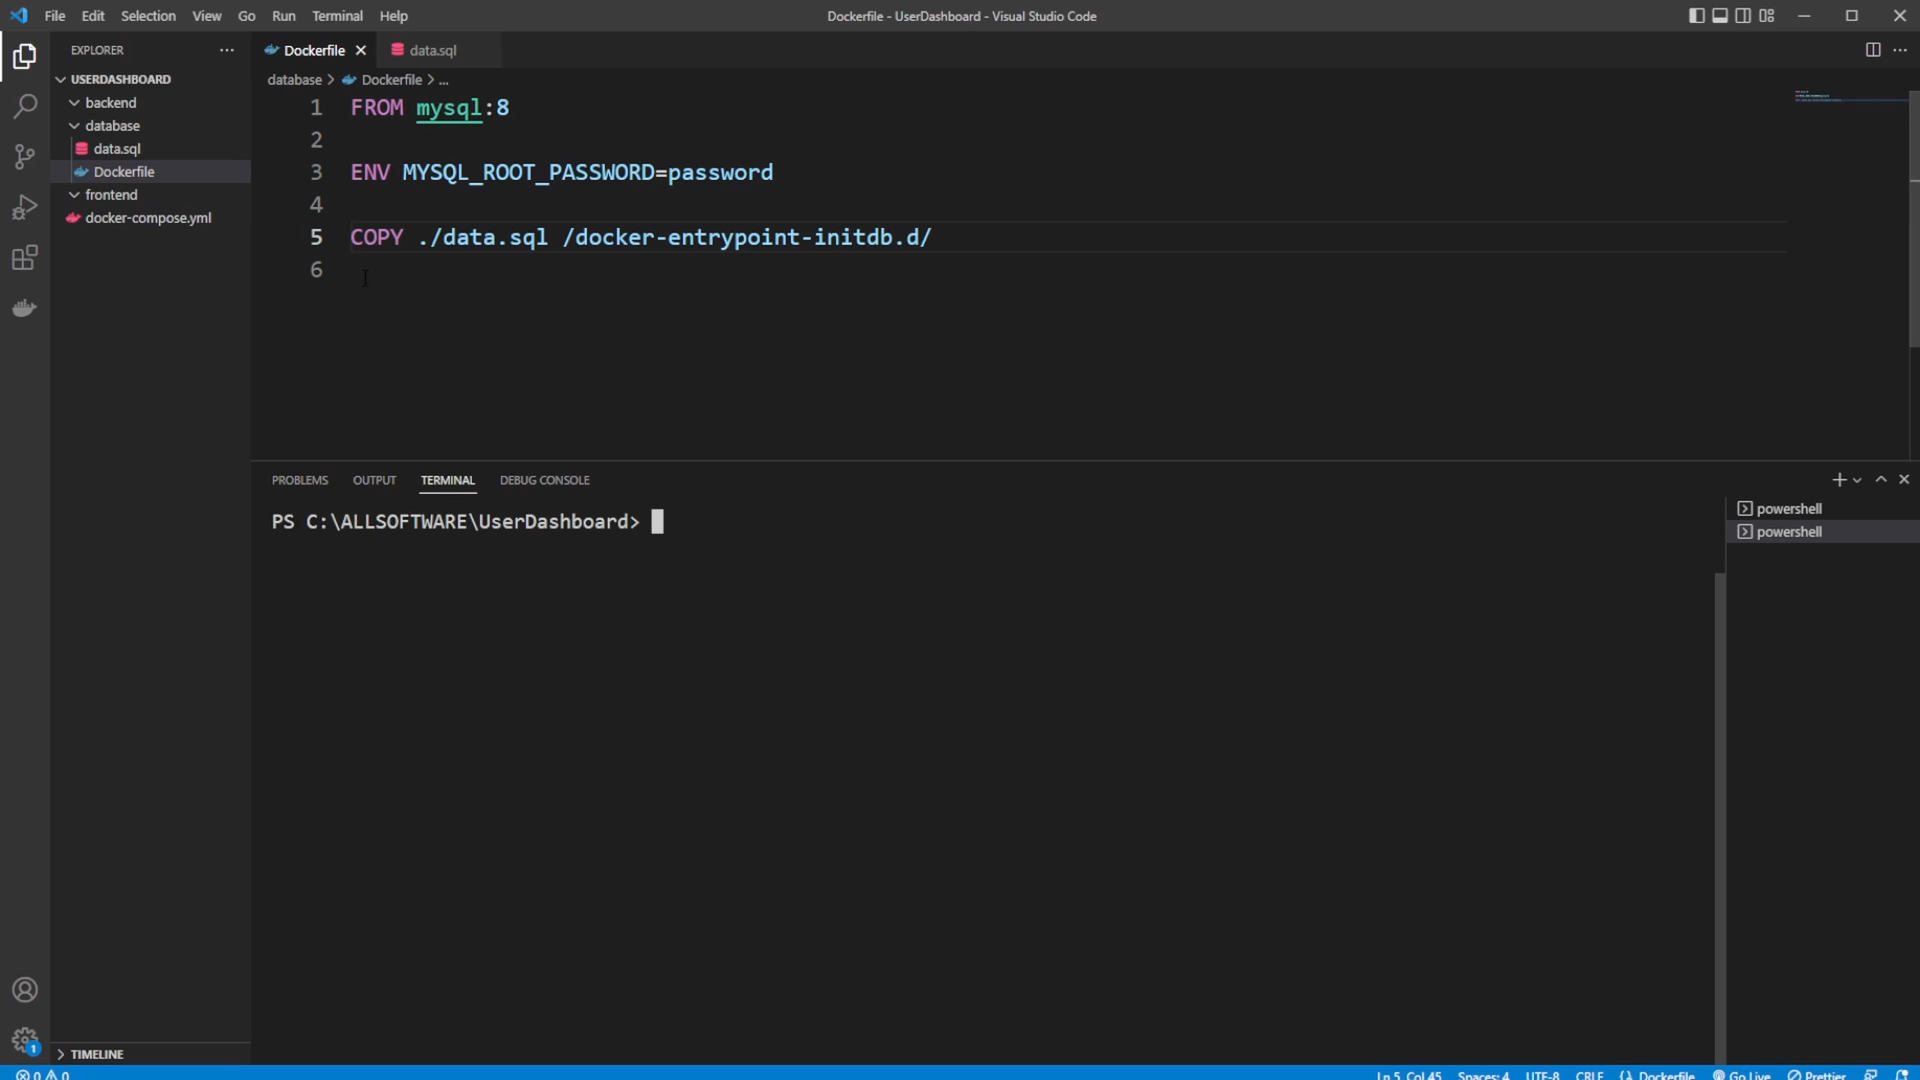 File Edit Selection View Go Run Terminal Help
Dockerfile - UserDashboard - Visual Studio Code
EXPLORER
USERDASHBOARD
backend
database
data.sql
Dockerfile
frontend
docker-compose.yml
TIMELINE
Dockerfile data.sql
database > Dockerfile > ...
1 FROM mysql:8
2
3 ENV MYSQL_ROOT_PASSWORD=password
4
5 COPY ./data.sql /docker-entrypoint-initdb.d/
6
PROBLEMS OUTPUT TERMINAL DEBUG CONSOLE
PS C:\ALLSOFTWARE\UserDashboard>
powershell
powershell
1
0 0 Ln 5, Col 45 Spaces: 4 UTF-8 CRLF Dockerfile Go Live Prettier